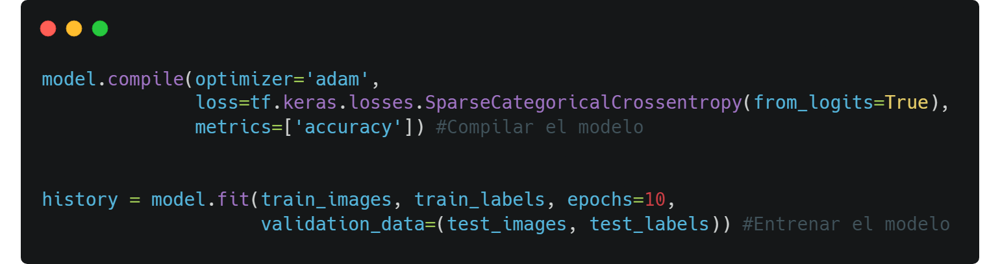 model.compile(optimizer='adam',
              loss=tf.keras.losses.SparseCategoricalCrossentropy(from_logits=True),
              metrics=['accuracy']) #Compilar el modelo
history = model.fit(train_images, train_labels, epochs=10,
                    validation_data=(test_images, test_labels)) #Entrenar el modelo